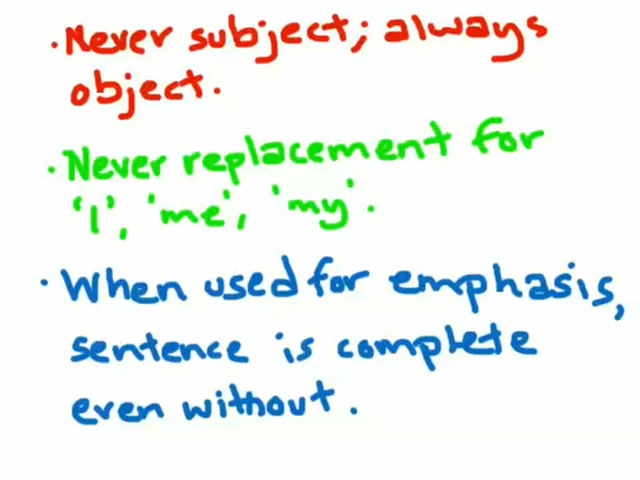 · Never subject; always
object.
· Never replacement for
'I', 'me', 'my'.
· When used for emphasis,
sentence is complete
even without.